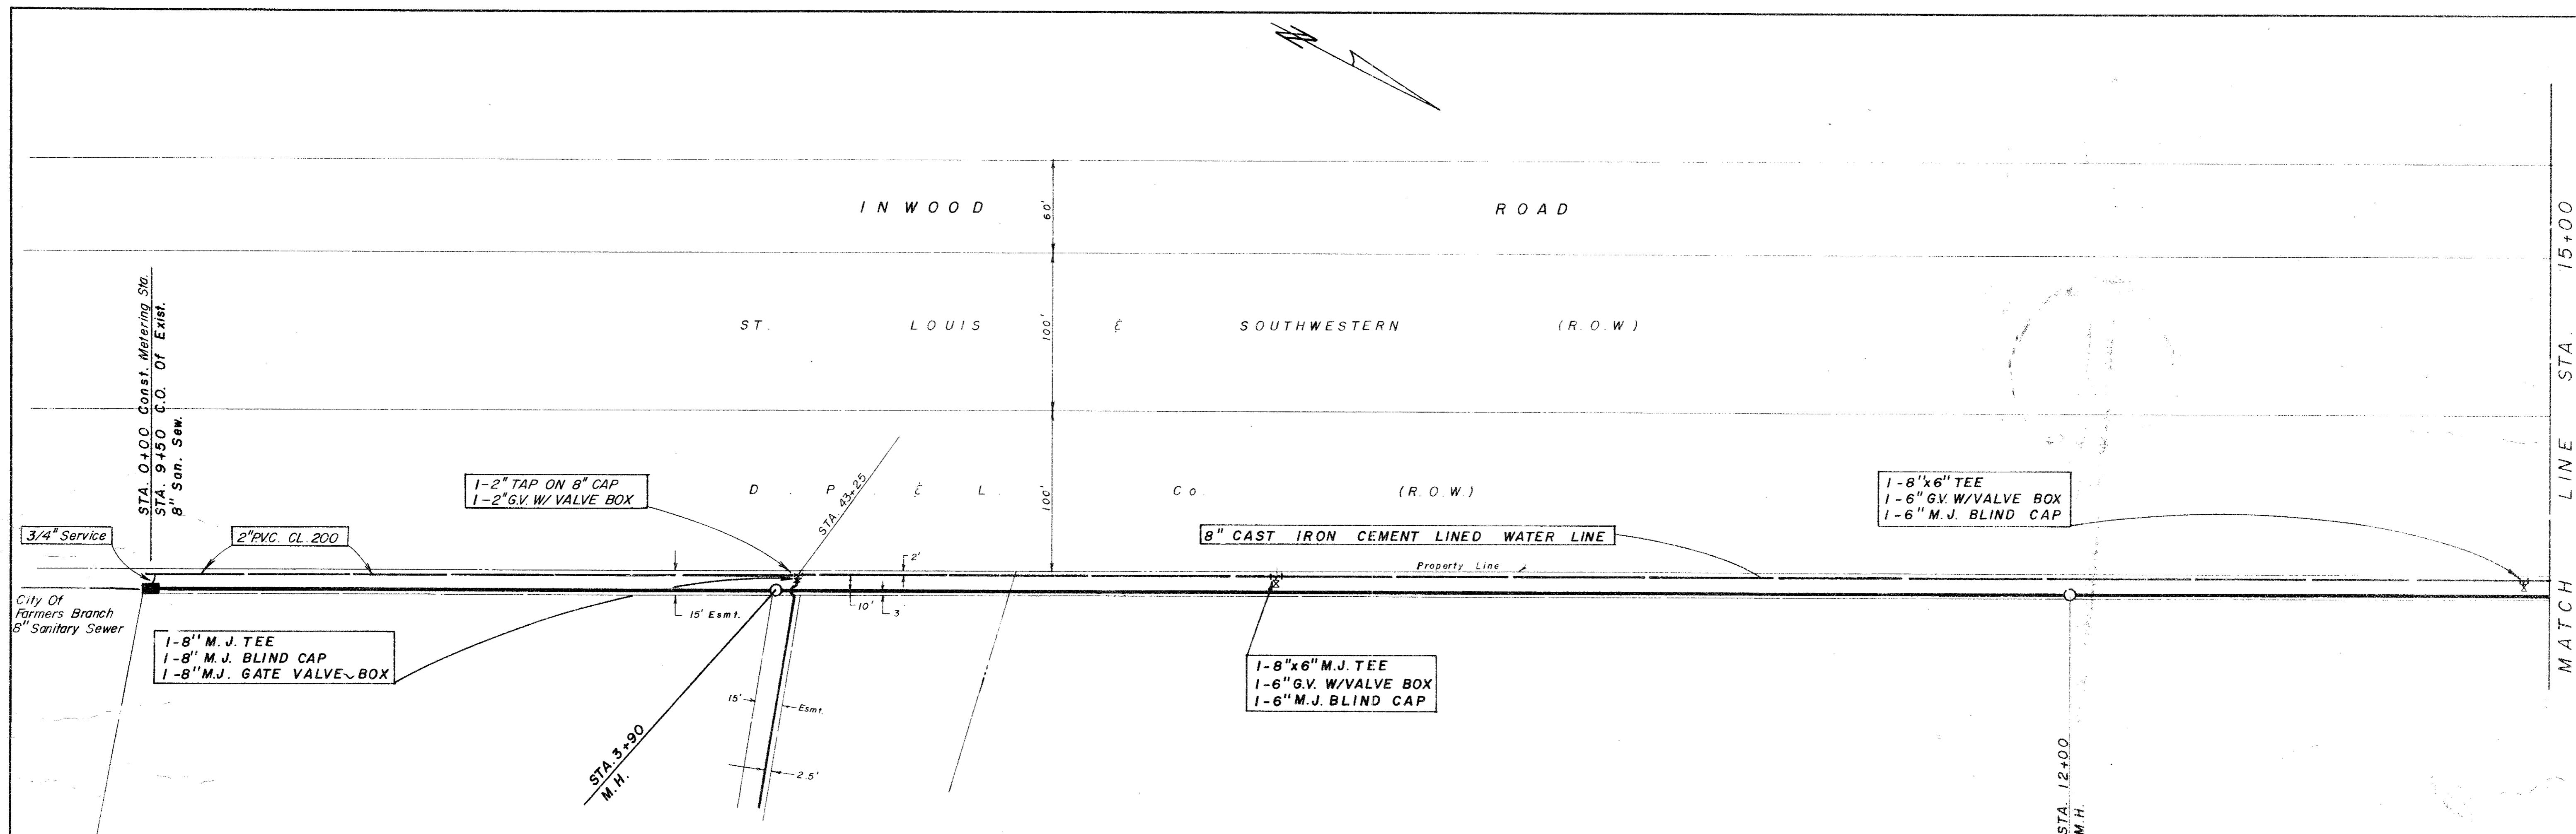 N
INWOOD ROAD
60'
ST. LOUIS & SOUTHWESTERN (R.O.W)
100'
MATCH LINE STA. 15+00
STA. 0+00 Const. Metering Sta.
STA. 9+50 C.O. Of Exist.
8" San. Sew.
1-2" TAP ON 8" CAP
1-2" G.V. W/ VALVE BOX
D. P. & L. Co. (R.O.W.)
100'
STA. 43+25
1-8"x6" TEE
1-6" G.V. W/VALVE BOX
1-6" M.J. BLIND CAP
3/4" Service
2" P.V.C. CL. 200
8" CAST IRON CEMENT LINED WATER LINE
2'
Property Line
City Of
Farmers Branch
8" Sanitary Sewer
15' Esmt.
10'
3'
1-8" M.J. TEE
1-8" M.J. BLIND CAP
1-8" M.J. GATE VALVE~BOX
1-8"x6" M.J. TEE
1-6" G.V. W/VALVE BOX
1-6" M.J. BLIND CAP
15'
Esmt.
STA. 3+90
M.H.
2.5'
STA. 12+00
M.H.